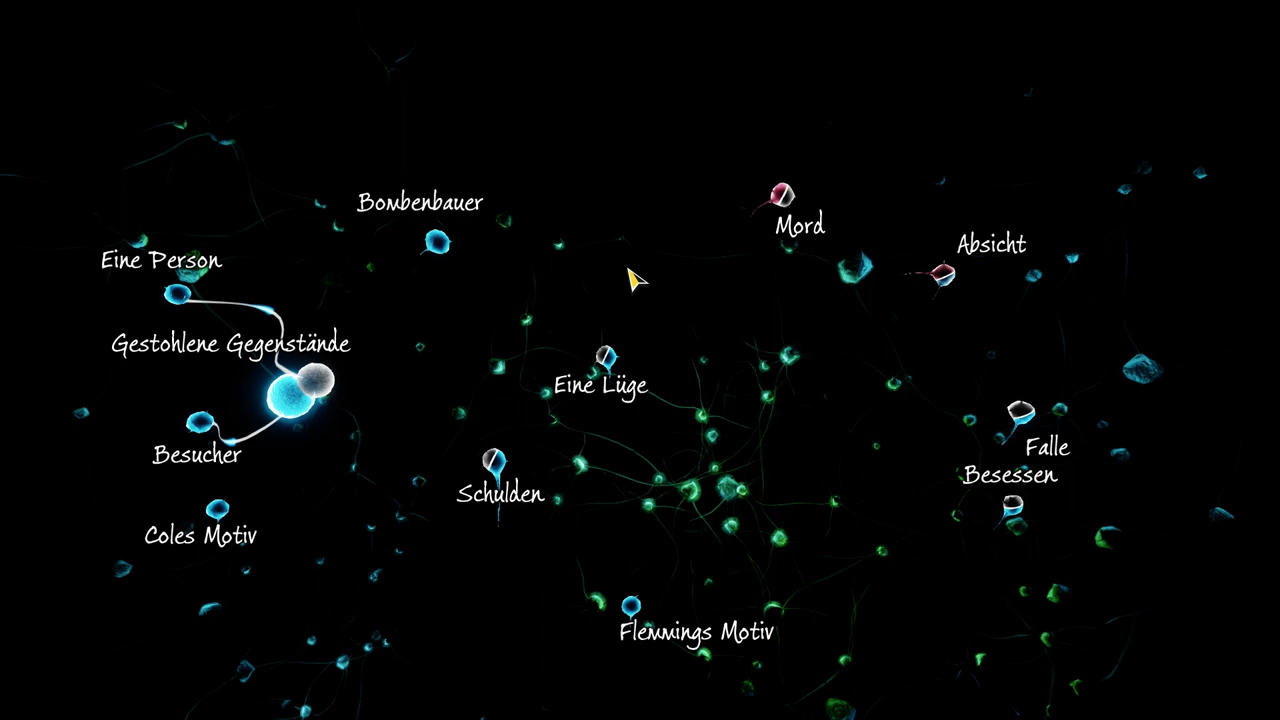 Bombenbauer
Mord
Absicht
Eine Person
Gestohlene Gegenstände
Eine Lüge
Besucher
Falle
Besessen
Schulden
Coles Motiv
Flemmings Motiv